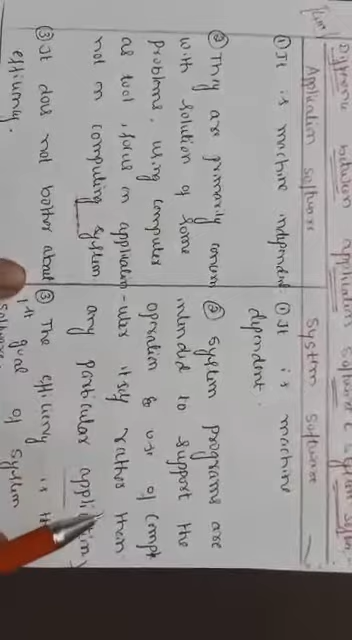 Difference between application software & System Softw
Application software
System software
① It is machine independent.
① It is machine
dependent.
② They are primarily concern
with solution of some
problems, using computer
as tool, focus on application
not on computing system.
② System programs are
intended to support the
operation & use of comput
-er itself rather than
any particular application
③ It does not bother about
efficiency.
③ The efficiency is the
1st goal of system
software.